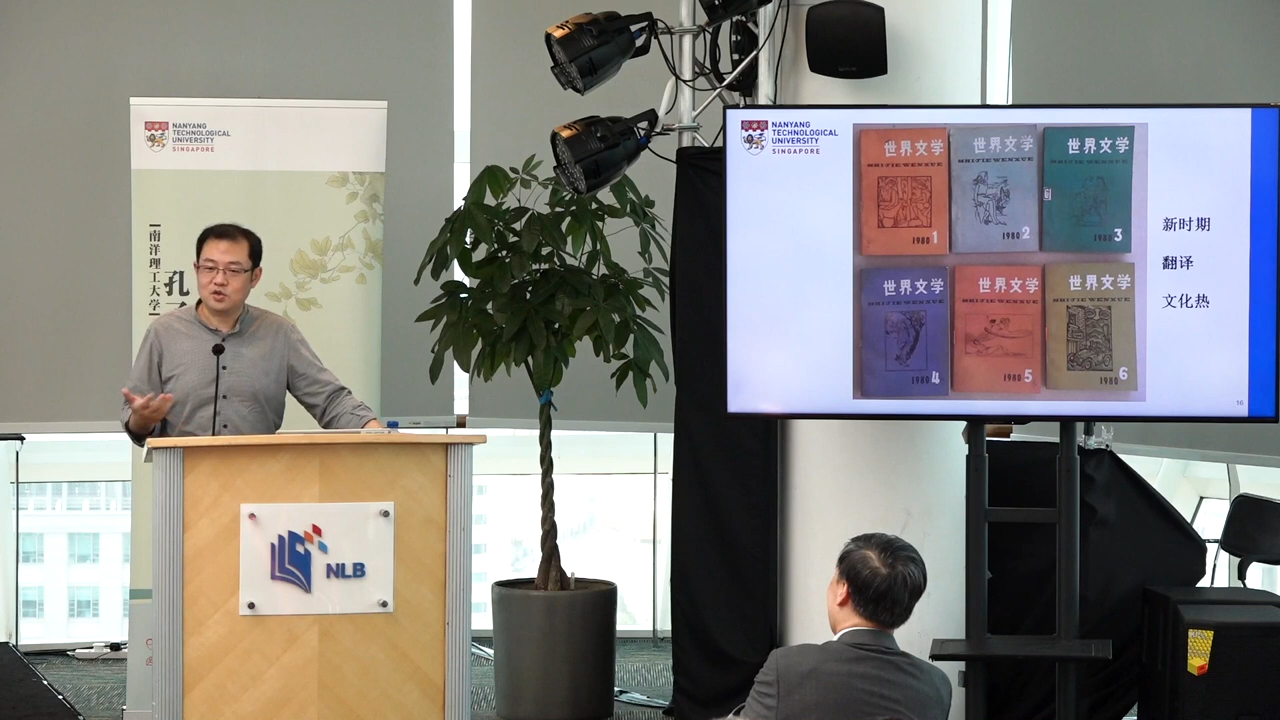 NANYANG
TECHNOLOGICAL
UNIVERSITY
SINGAPORE
南洋理工大学
孔
NLB
NANYANG
TECHNOLOGICAL
UNIVERSITY
SINGAPORE
世界文学
SHIJIE WENXUE
1980 1
世界文学
SHIJIE WENXUE
1980 2
世界文学
SHIJIE WENXUE
1980 3
世界文学
SHIJIE WENXUE
1980 4
世界文学
SHIJIE WENXUE
1980 5
世界文学
SHIJIE WENXUE
1980 6
新时期
翻译
文化热
16